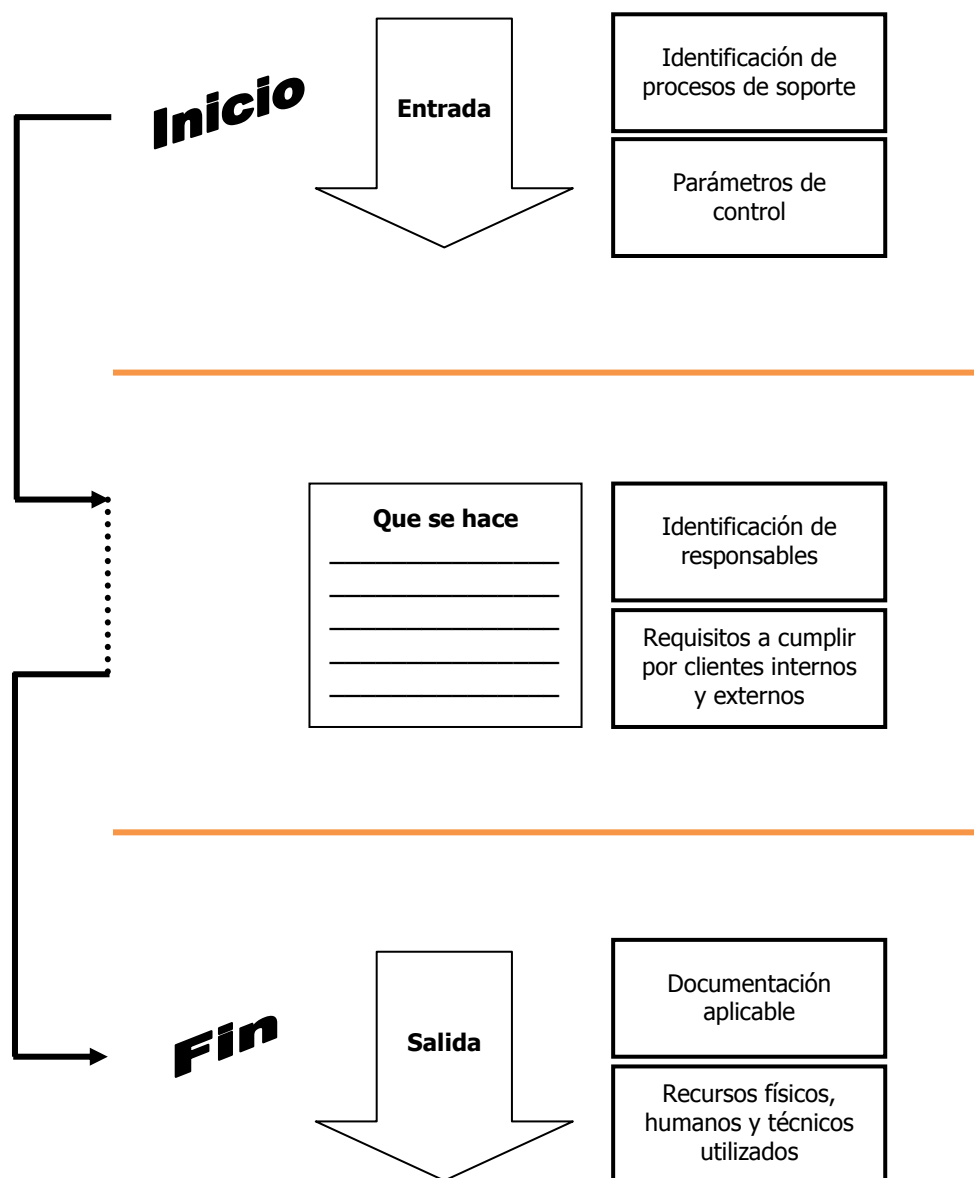 Inicio
Entrada
Identificación de
procesos de soporte
Parámetros de
control
Que se hace
Identificación de
responsables
Requisitos a cumplir
por clientes internos
y externos
Fin
Salida
Documentación
aplicable
Recursos físicos,
humanos y técnicos
utilizados